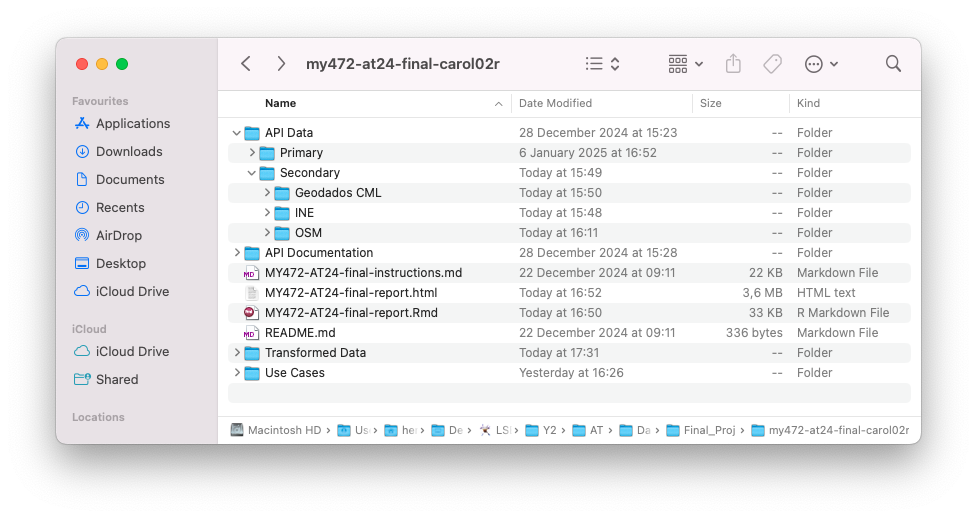 my472-at24-final-carol02r
Favourites
Applications
Downloads
Documents
Recents
AirDrop
Desktop
iCloud Drive
iCloud
iCloud Drive
Shared
Locations
Name Date Modified Size Kind
API Data 28 December 2024 at 15:23 -- Folder
Primary 6 January 2025 at 16:52 -- Folder
Secondary Today at 15:49 -- Folder
Geodados CML Today at 15:50 -- Folder
INE Today at 15:48 -- Folder
OSM Today at 16:11 -- Folder
API Documentation 28 December 2024 at 15:28 -- Folder
MY472-AT24-final-instructions.md 22 December 2024 at 09:11 22 KB Markdown File
MY472-AT24-final-report.html Today at 16:52 3,6 MB HTML text
MY472-AT24-final-report.Rmd Today at 16:50 33 KB R Markdown File
README.md 22 December 2024 at 09:11 336 bytes Markdown File
Transformed Data Today at 17:31 -- Folder
Use Cases Yesterday at 16:26 -- Folder
Macintosh HD › Us › he › De › LS › Y2 › AT › Da › Final_Proj › my472-at24-final-carol02r